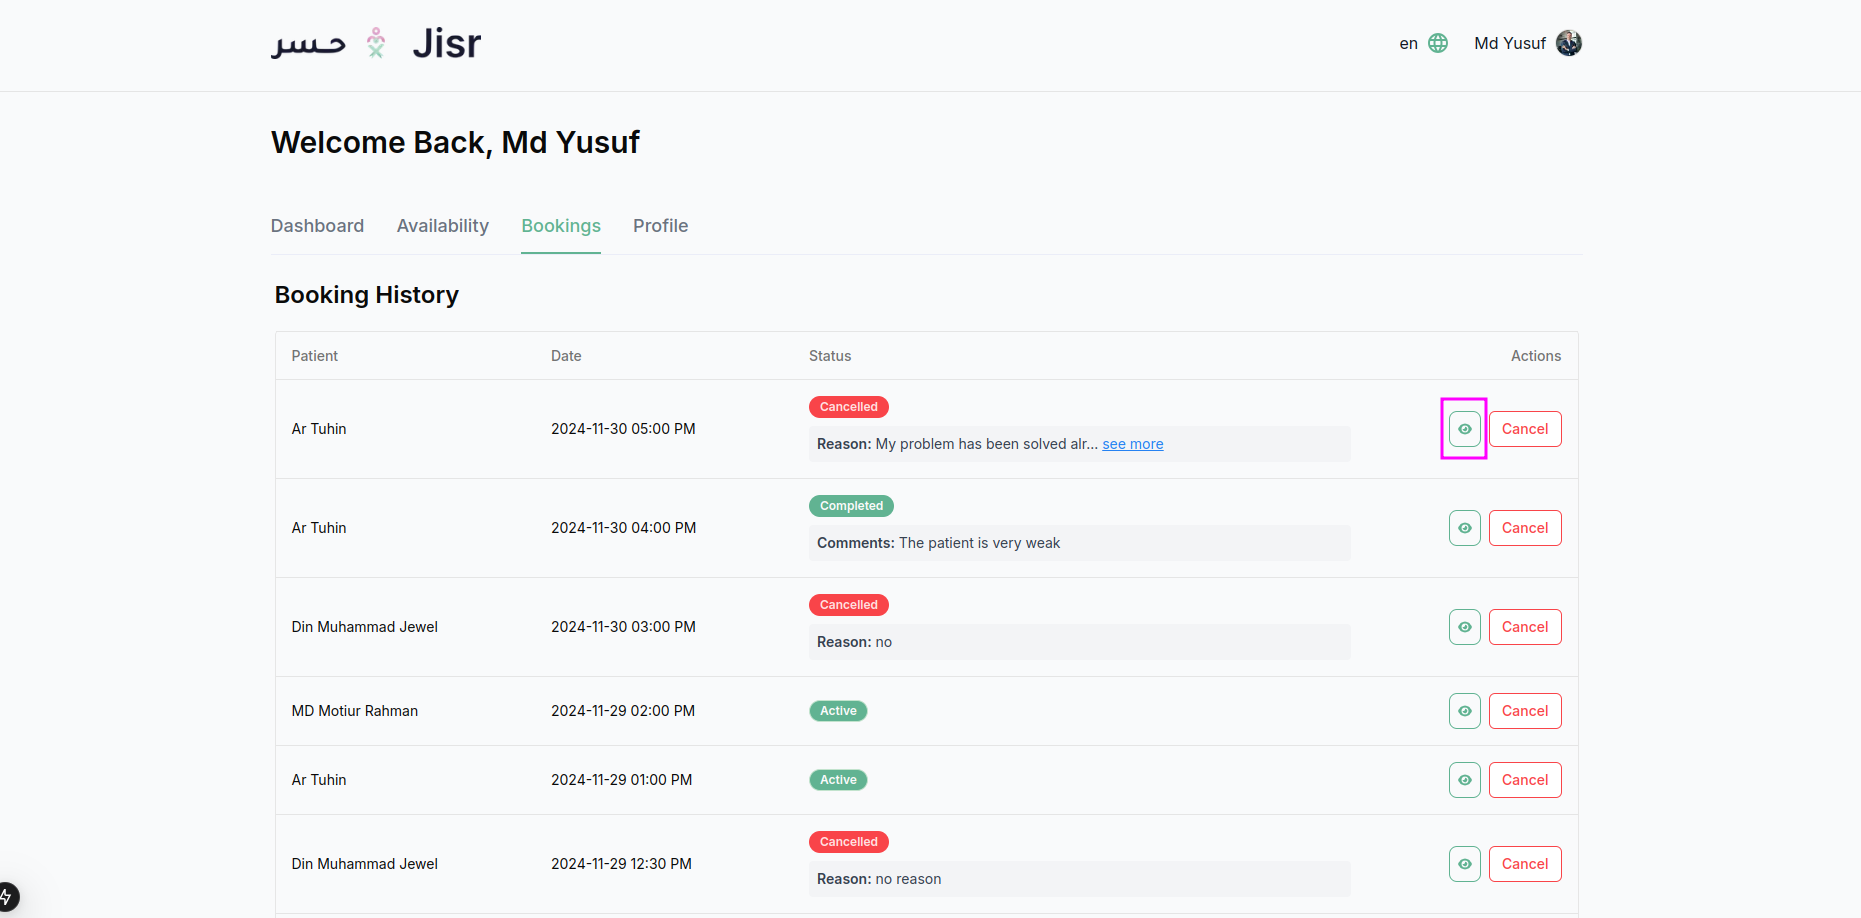 حسر Jisr
en Md Yusuf
Welcome Back, Md Yusuf
Dashboard Availability Bookings Profile
Booking History
Patient Date Status Actions
Cancelled
Ar Tuhin 2024-11-30 05:00 PM Reason: My problem has been solved alr... see more Cancel
Completed
Ar Tuhin 2024-11-30 04:00 PM Comments: The patient is very weak Cancel
Cancelled
Din Muhammad Jewel 2024-11-30 03:00 PM Reason: no Cancel
MD Motiur Rahman 2024-11-29 02:00 PM Active Cancel
Ar Tuhin 2024-11-29 01:00 PM Active Cancel
Cancelled
Din Muhammad Jewel 2024-11-29 12:30 PM Reason: no reason Cancel